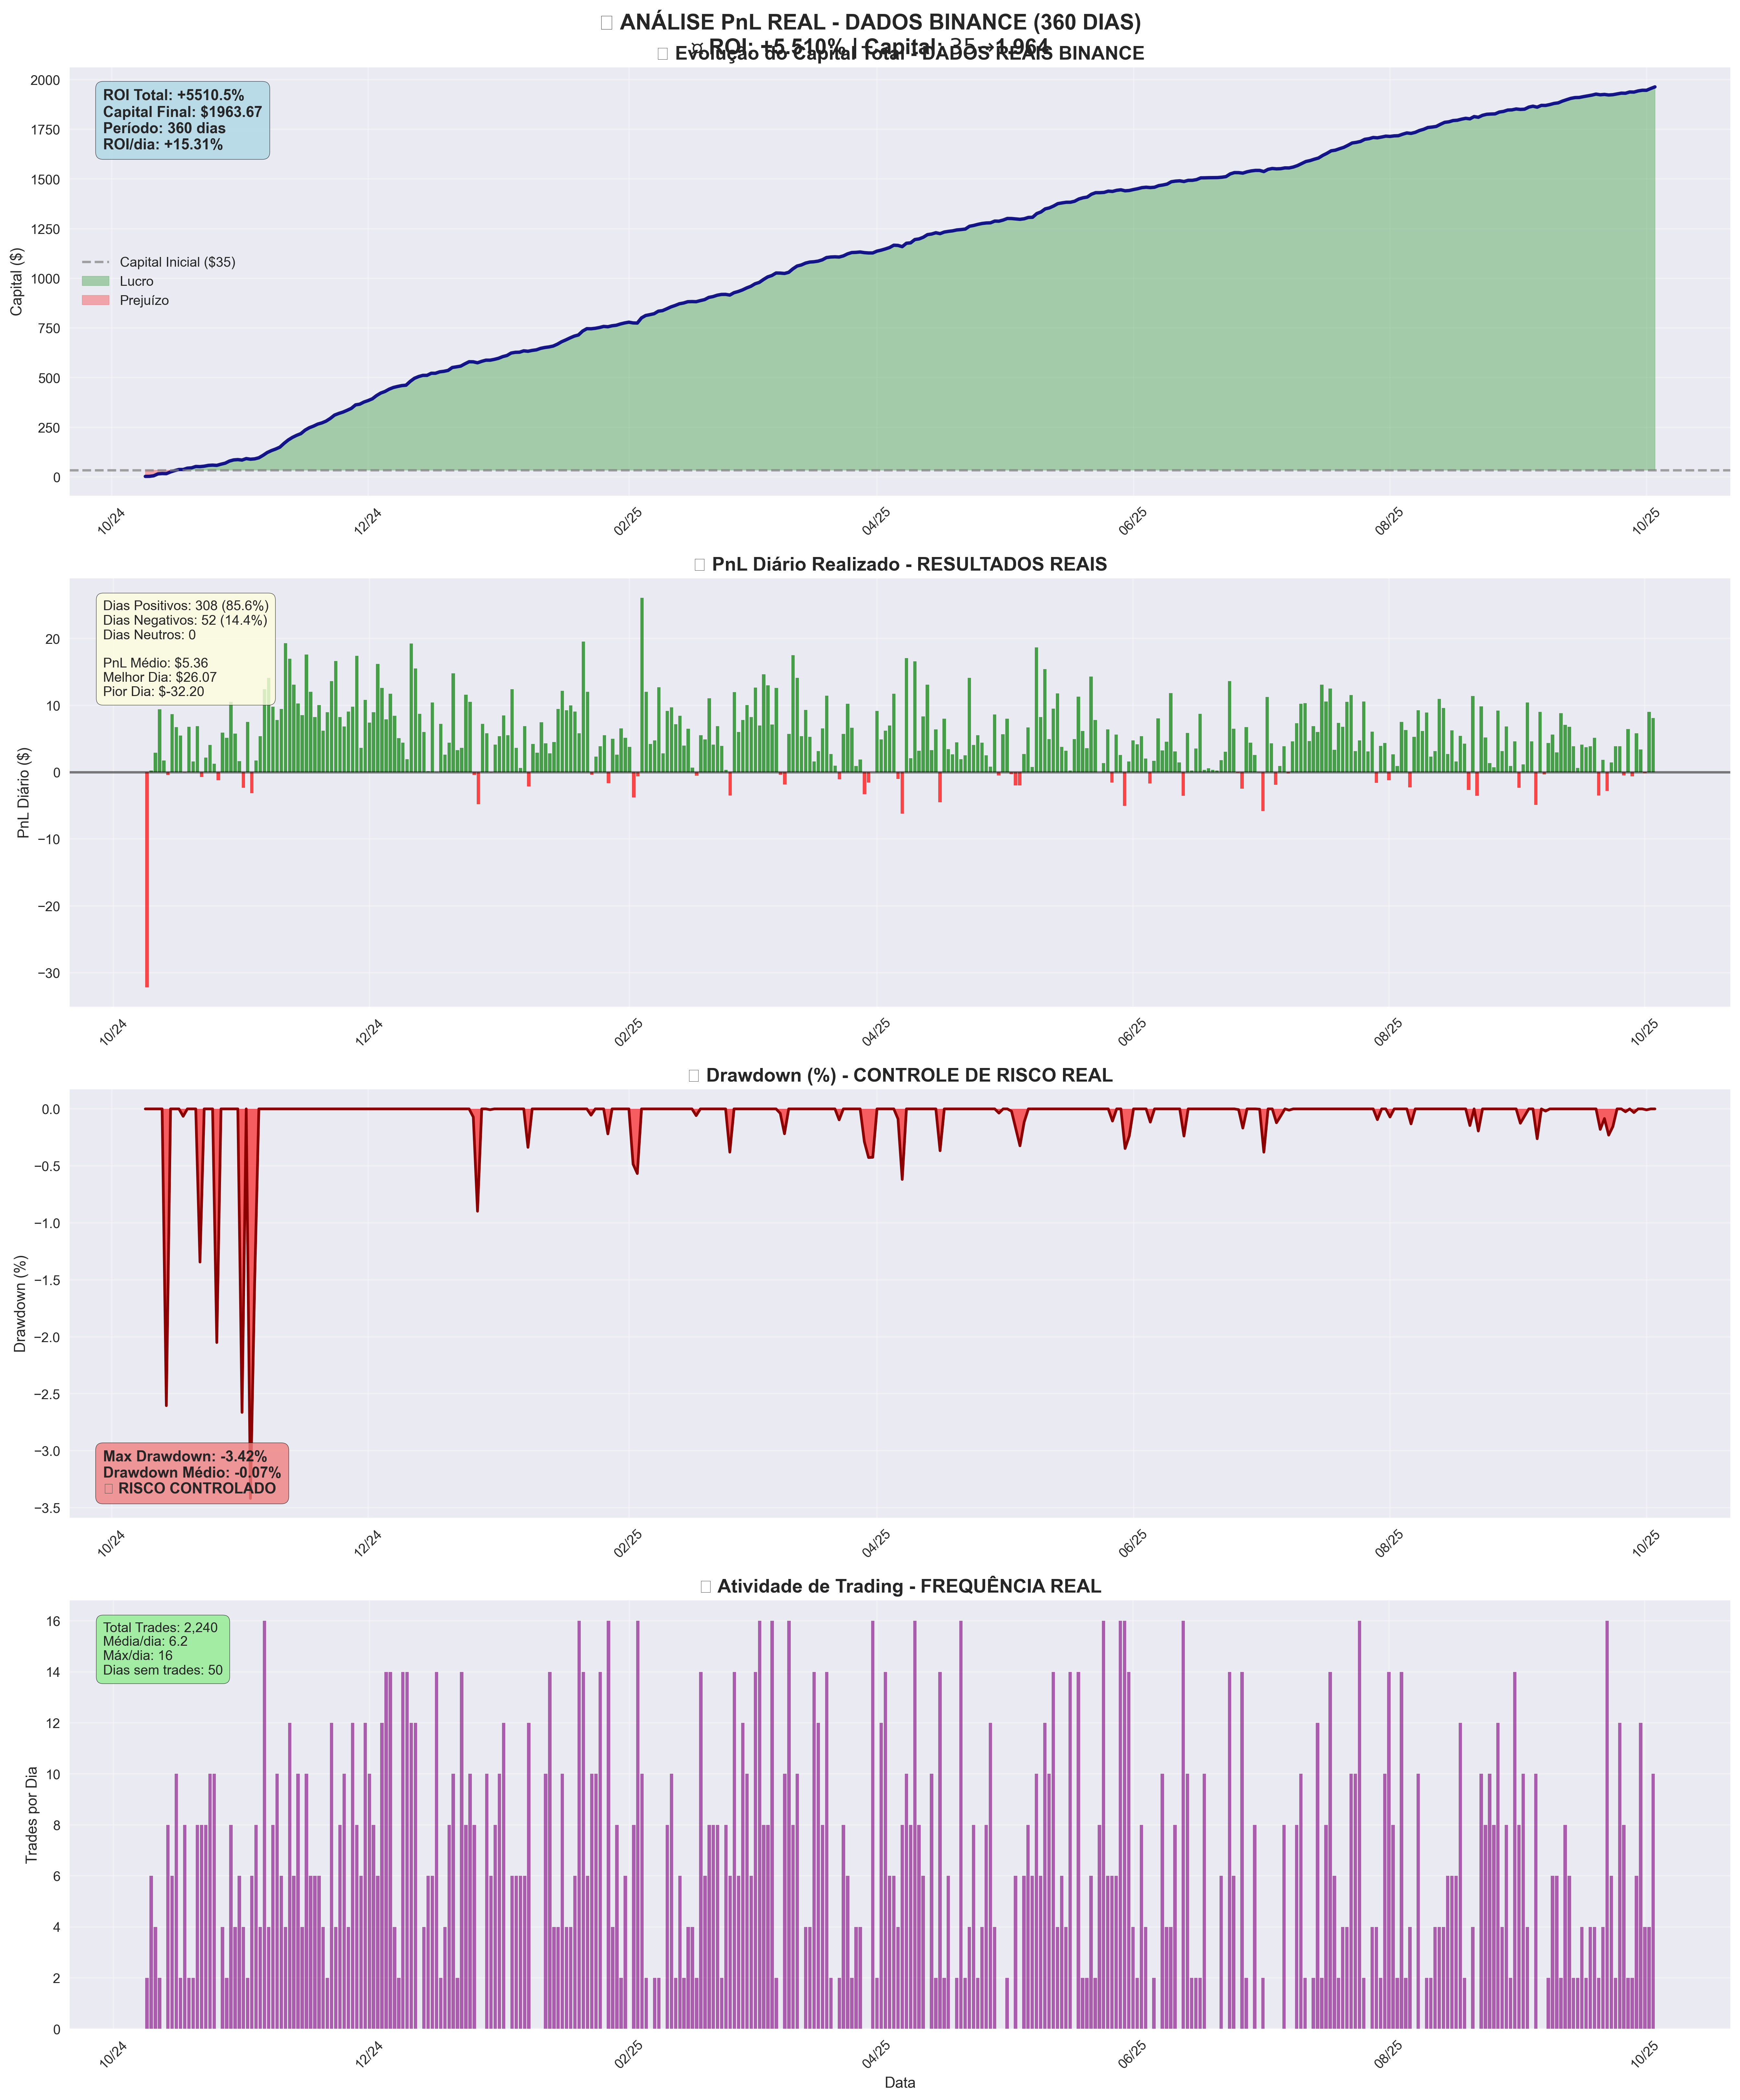 ANÁLISE PnL REAL - DADOS BINANCE (360 DIAS)
¤ ROI: +5.510% | Capital: 35→1.964
Evolução do Capital Total - DADOS REAIS BINANCE
ROI Total: +5510.5%
Capital Final: $1963.67
Período: 360 dias
ROI/dia: +15.31%
Capital Inicial ($35)
Lucro
Prejuízo
Capital ($)
2000
1750
1500
1250
1000
750
500
250
0
10/24
12/24
02/25
04/25
06/25
08/25
10/25
PnL Diário Realizado - RESULTADOS REAIS
Dias Positivos: 308 (85.6%)
Dias Negativos: 52 (14.4%)
Dias Neutros: 0
PnL Médio: $5.36
Melhor Dia: $26.07
Pior Dia: $-32.20
PnL Diário ($)
20
10
0
−10
−20
−30
10/24
12/24
02/25
04/25
06/25
08/25
10/25
Drawdown (%) - CONTROLE DE RISCO REAL
Drawdown (%)
0.0
−0.5
−1.0
−1.5
−2.0
−2.5
−3.0
−3.5
Max Drawdown: -3.42%
Drawdown Médio: -0.07%
RISCO CONTROLADO
10/24
12/24
02/25
04/25
06/25
08/25
10/25
Atividade de Trading - FREQUÊNCIA REAL
Total Trades: 2,240
Média/dia: 6.2
Máx/dia: 16
Dias sem trades: 50
Trades por Dia
16
14
12
10
8
6
4
2
0
10/24
12/24
02/25
04/25
06/25
08/25
10/25
Data